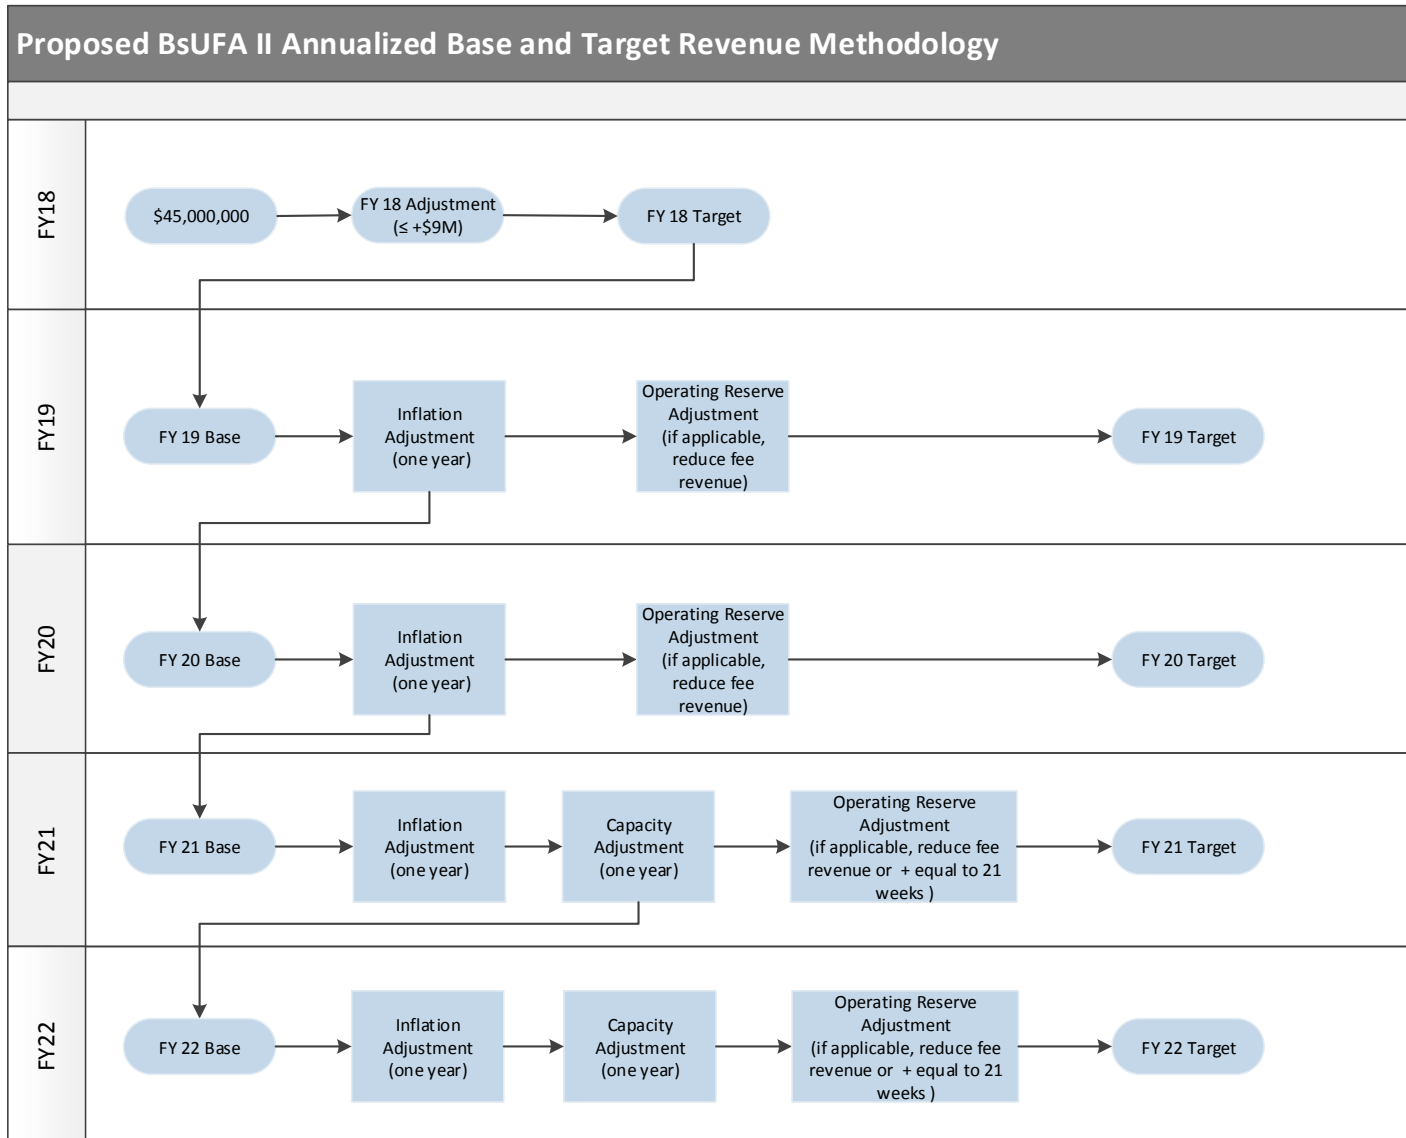 Proposed BsUFA II Annualized Base and Target Revenue Methodology
FY18
$45,000,000
FY 18 Adjustment
(≤ +$9M)
FY 18 Target
FY19
FY 19 Base
Inflation
Adjustment
(one year)
Operating Reserve
Adjustment
(if applicable,
reduce fee
revenue)
FY 19 Target
FY20
FY 20 Base
Inflation
Adjustment
(one year)
Operating Reserve
Adjustment
(if applicable,
reduce fee
revenue)
FY 20 Target
FY21
FY 21 Base
Inflation
Adjustment
(one year)
Capacity
Adjustment
(one year)
Operating Reserve
Adjustment
(if applicable, reduce fee
revenue or  + equal to 21
weeks )
FY 21 Target
FY22
FY 22 Base
Inflation
Adjustment
(one year)
Capacity
Adjustment
(one year)
Operating Reserve
Adjustment
(if applicable, reduce fee
revenue or  + equal to 21
weeks )
FY 22 Target